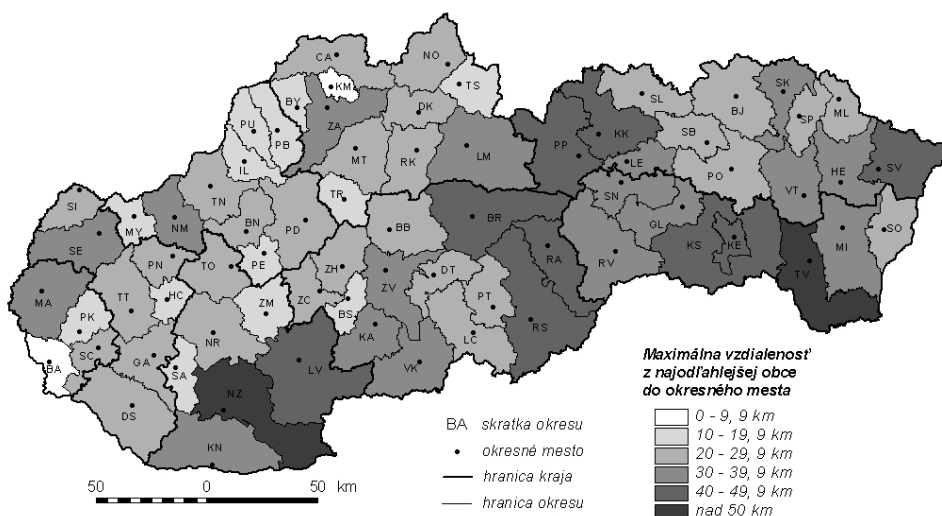 CA
NO
KM
TS
BY
DK
ZA
PU
PB
IL
MT
RK
LM
PP
KK
LE
SL
BJ
SK
SP
ML
SB
PO
VT
HE
SV
SI
MY
NM
TN
BN
TR
PD
BB
BR
SN
GL
KS
KE
MI
SO
SE
PN
TO
PE
ZH
ZV
DT
RA
RV
TV
MA
TT
HC
ZM
ZC
BS
PT
RS
PK
SC
NR
KA
LC
BA
GA
SA
LV
VK
DS
NZ
KN
Maximálna vzdialenosť
z najodľahlejšej obce
do okresného mesta
0 - 9, 9 km
10 - 19, 9 km
20 - 29, 9 km
30 - 39, 9 km
40 - 49, 9 km
nad 50 km
BA skratka okresu
okresné mesto
hranica kraja
hranica okresu
50 0 50 km